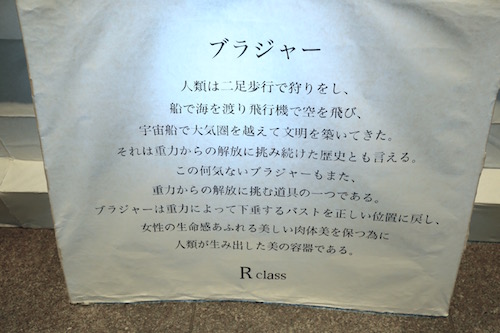 ブラジャー
人類は二足歩行で狩りをし、
船で海を渡り飛行機で空を飛び、
宇宙船で大気圏を越えて文明を築いてきた。
それは重力からの解放に挑み続けた歴史とも言える。
この何気ないブラジャーもまた、
重力からの解放に挑む道具の一つである。
ブラジャーは重力によって下垂するバストを正しい位置に戻し、
女性の生命感あふれる美しい肉体美を保つ為に
人類が生み出した美の容器である。
R class